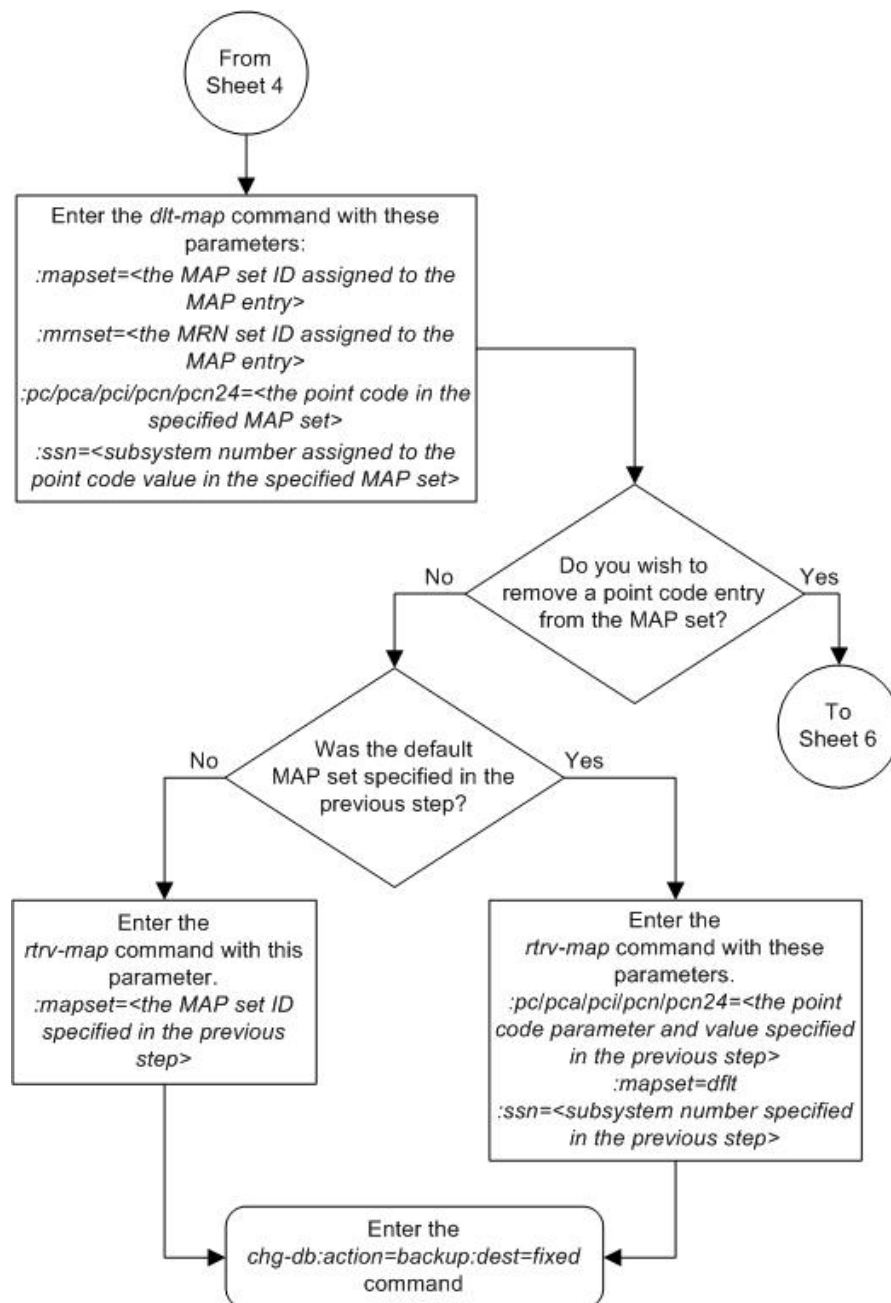 From
Sheet 4
Enter the dlt-map command with these
parameters:
:mapset=<the MAP set ID assigned to the
MAP entry>
:mrnset=<the MRN set ID assigned to the
MAP entry>
:pc/pca/pci/pcn/pcn24=<the point code in the
specified MAP set>
:ssn=<subsystem number assigned to the
point code value in the specified MAP set>
Do you wish to
remove a point code entry
from the MAP set?
No
Yes
To
Sheet 6
Was the default
MAP set specified in the
previous step?
No
Yes
Enter the
rtrv-map command with this
parameter.
:mapset=<the MAP set ID
specified in the previous
step>
Enter the
rtrv-map command with these
parameters.
:pc/pca/pci/pcn/pcn24=<the point
code parameter and value specified
in the previous step>
:mapset=dflt
:ssn=<subsystem number specified
in the previous step>
Enter the
chg-db:action=backup:dest=fixed
command